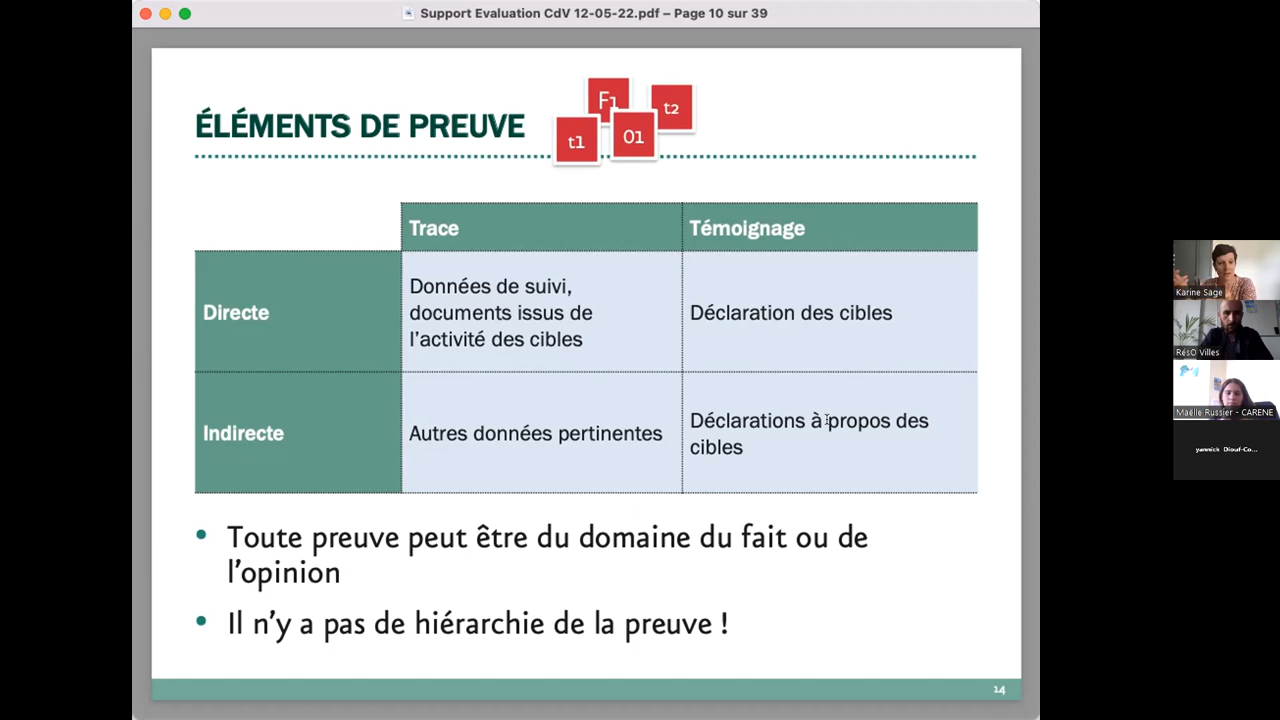 Support Evaluation CdV 12-05-22.pdf – Page 10 sur 39
ÉLÉMENTS DE PREUVE
F1
t2
t1
O1
Trace
Témoignage
Directe
Données de suivi,
documents issus de
l’activité des cibles
Déclaration des cibles
Indirecte
Autres données pertinentes
Déclarations à propos des
cibles
• Toute preuve peut être du domaine du fait ou de
l’opinion
• Il n’y a pas de hiérarchie de la preuve !
14
Karine Sage
RésO Villes
Maëlle Russier - CARENE
yannick Diouf-Co...